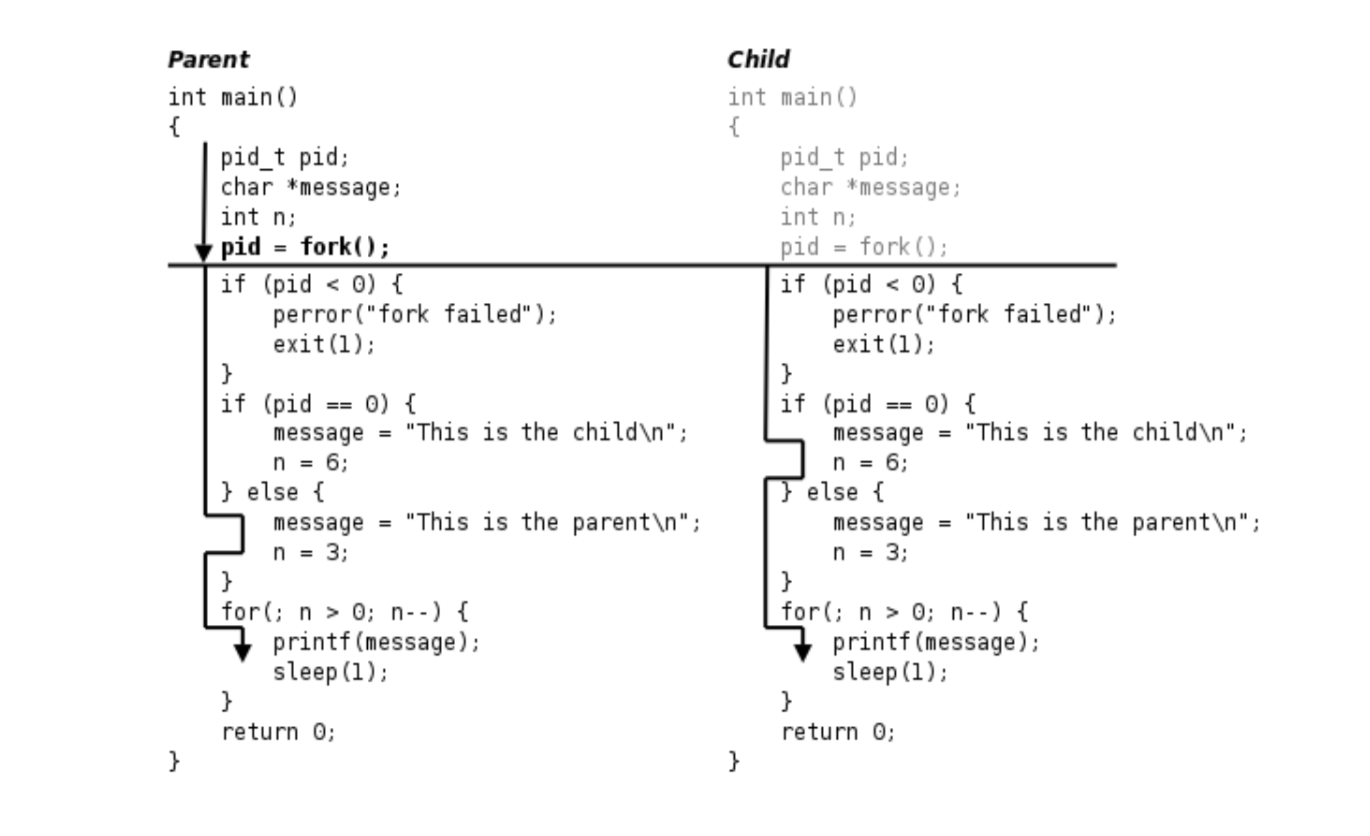 Parent
int main()
{
    pid_t pid;
    char *message;
    int n;
    pid = fork();
    if (pid < 0) {
        perror("fork failed");
        exit(1);
    }
    if (pid == 0) {
        message = "This is the child\n";
        n = 6;
    } else {
        message = "This is the parent\n";
        n = 3;
    }
    for(; n > 0; n--) {
        printf(message);
        sleep(1);
    }
    return 0;
}
Child
int main()
{
    pid_t pid;
    char *message;
    int n;
    pid = fork();
    if (pid < 0) {
        perror("fork failed");
        exit(1);
    }
    if (pid == 0) {
        message = "This is the child\n";
        n = 6;
    } else {
        message = "This is the parent\n";
        n = 3;
    }
    for(; n > 0; n--) {
        printf(message);
        sleep(1);
    }
    return 0;
}